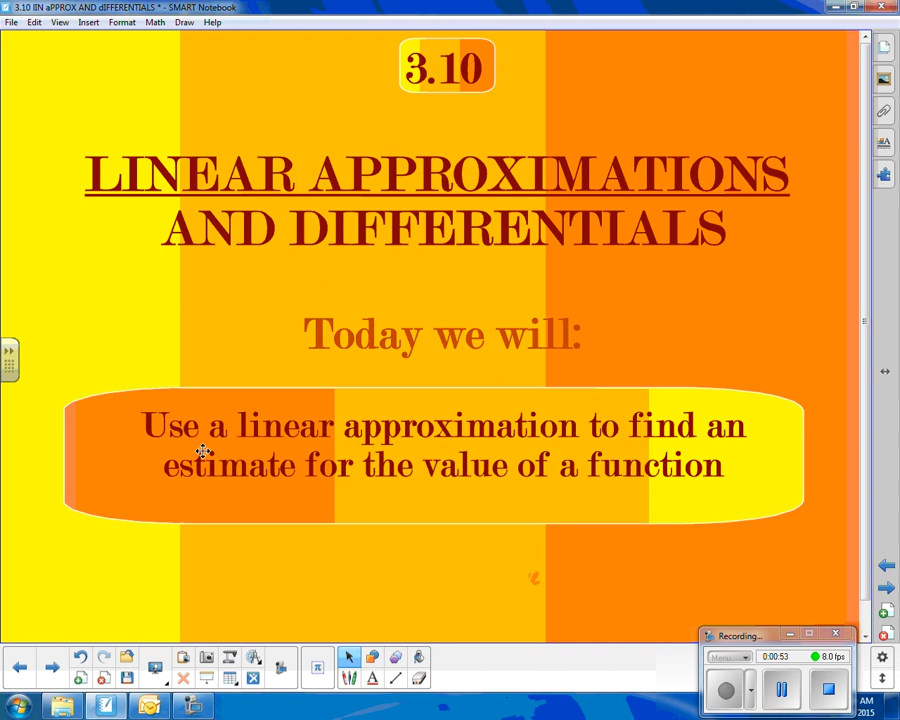 3.10 lIN aPPROX AND dIFFERENTIALS * - SMART Notebook
File Edit View Insert Format Math Draw Help
3.10
LINEAR APPROXIMATIONS
AND DIFFERENTIALS
Today we will:
Use a linear approximation to find an
estimate for the value of a function
Recording...
Menu 0:00:53 8.0 fps
π
A
AM
2015